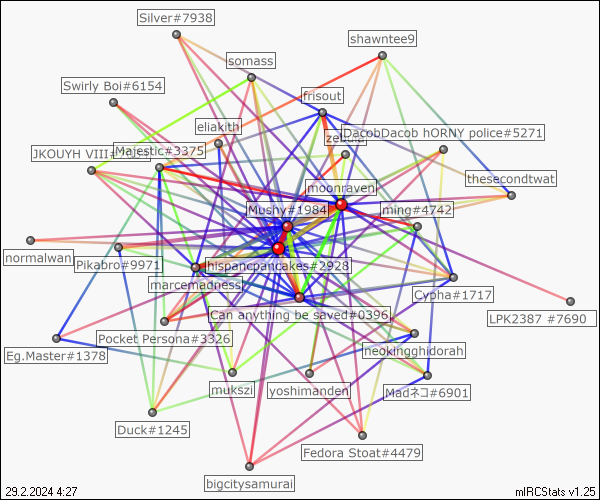 Silver#7938
shawntee9
somass
Swirly Boi#6154
frisout
eliakith
DacobDacob hORNY police#5271
zebula
JKOUYH VIII
Majestic#3375
thesecondtwat
moonraven
Mushy#1984
ming#4742
normalwan
Pikabro#9971
hispancpancakes#2928
marcemadness
Cypha#1717
Can anything be saved#0396
LPK2387 #7690
Pocket Persona#3326
Eg.Master#1378
neokingghidorah
mukszi
yoshimanden
Madネコ#6901
Duck#1245
Fedora Stoat#4479
bigcitysamurai
29.2.2024 4:27
mIRCStats v1.25